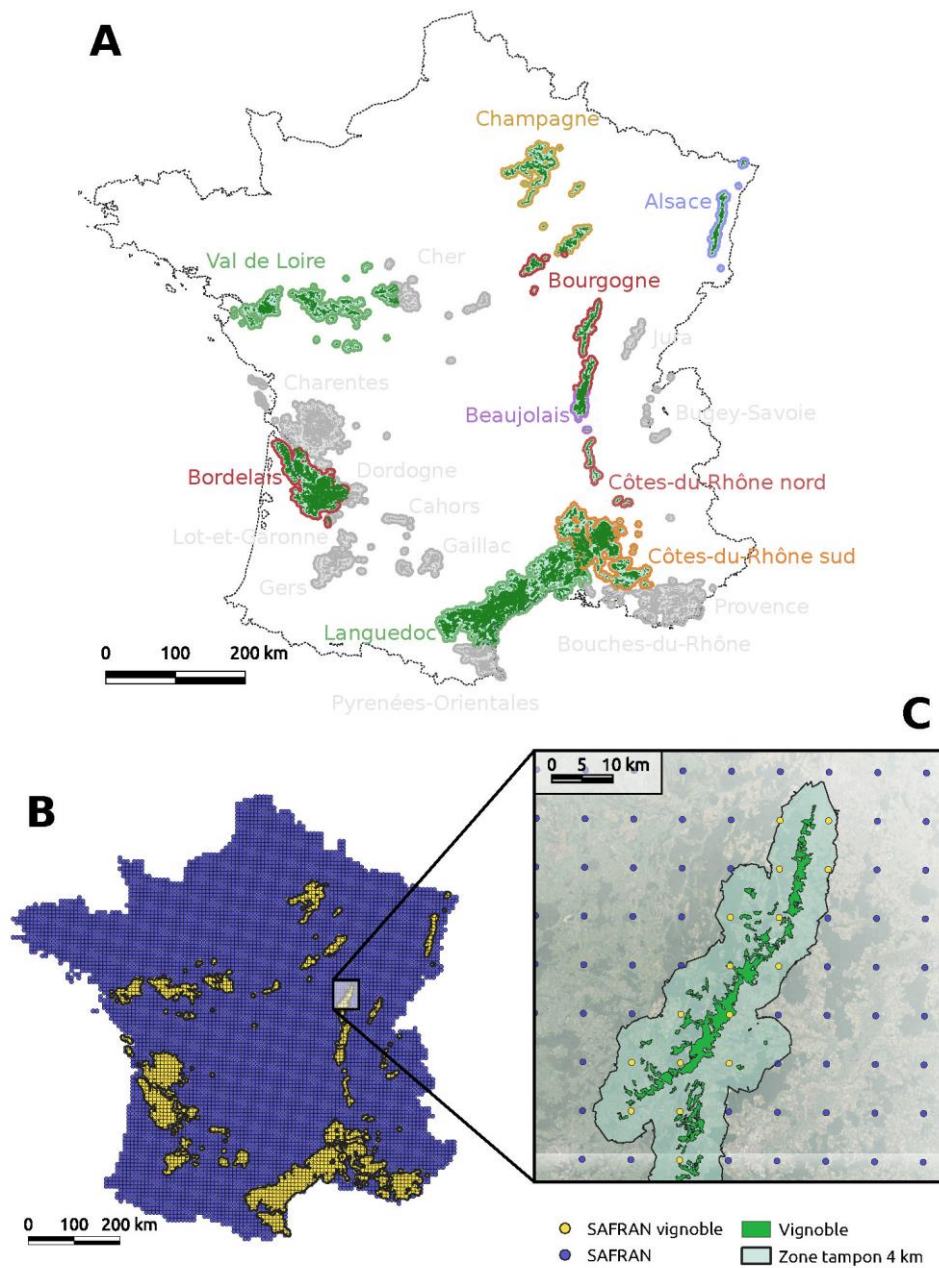 A
Champagne
Alsace
Val de Loire
Cher
Bourgogne
Jura
Charentes
Beaujolais
Bugey-Savoie
Bordelais
Dordogne
Côtes-du-Rhône nord
Cahors
Lot-et-Garonne
Gaillac
Côtes-du-Rhône sud
Gers
Provence
Languedoc
Bouches-du-Rhône
0 100 200 km
Pyrénées-Orientales
C
0 5 10 km
B
0 100 200 km
SAFRAN vignoble
Vignoble
SAFRAN
Zone tampon 4 km